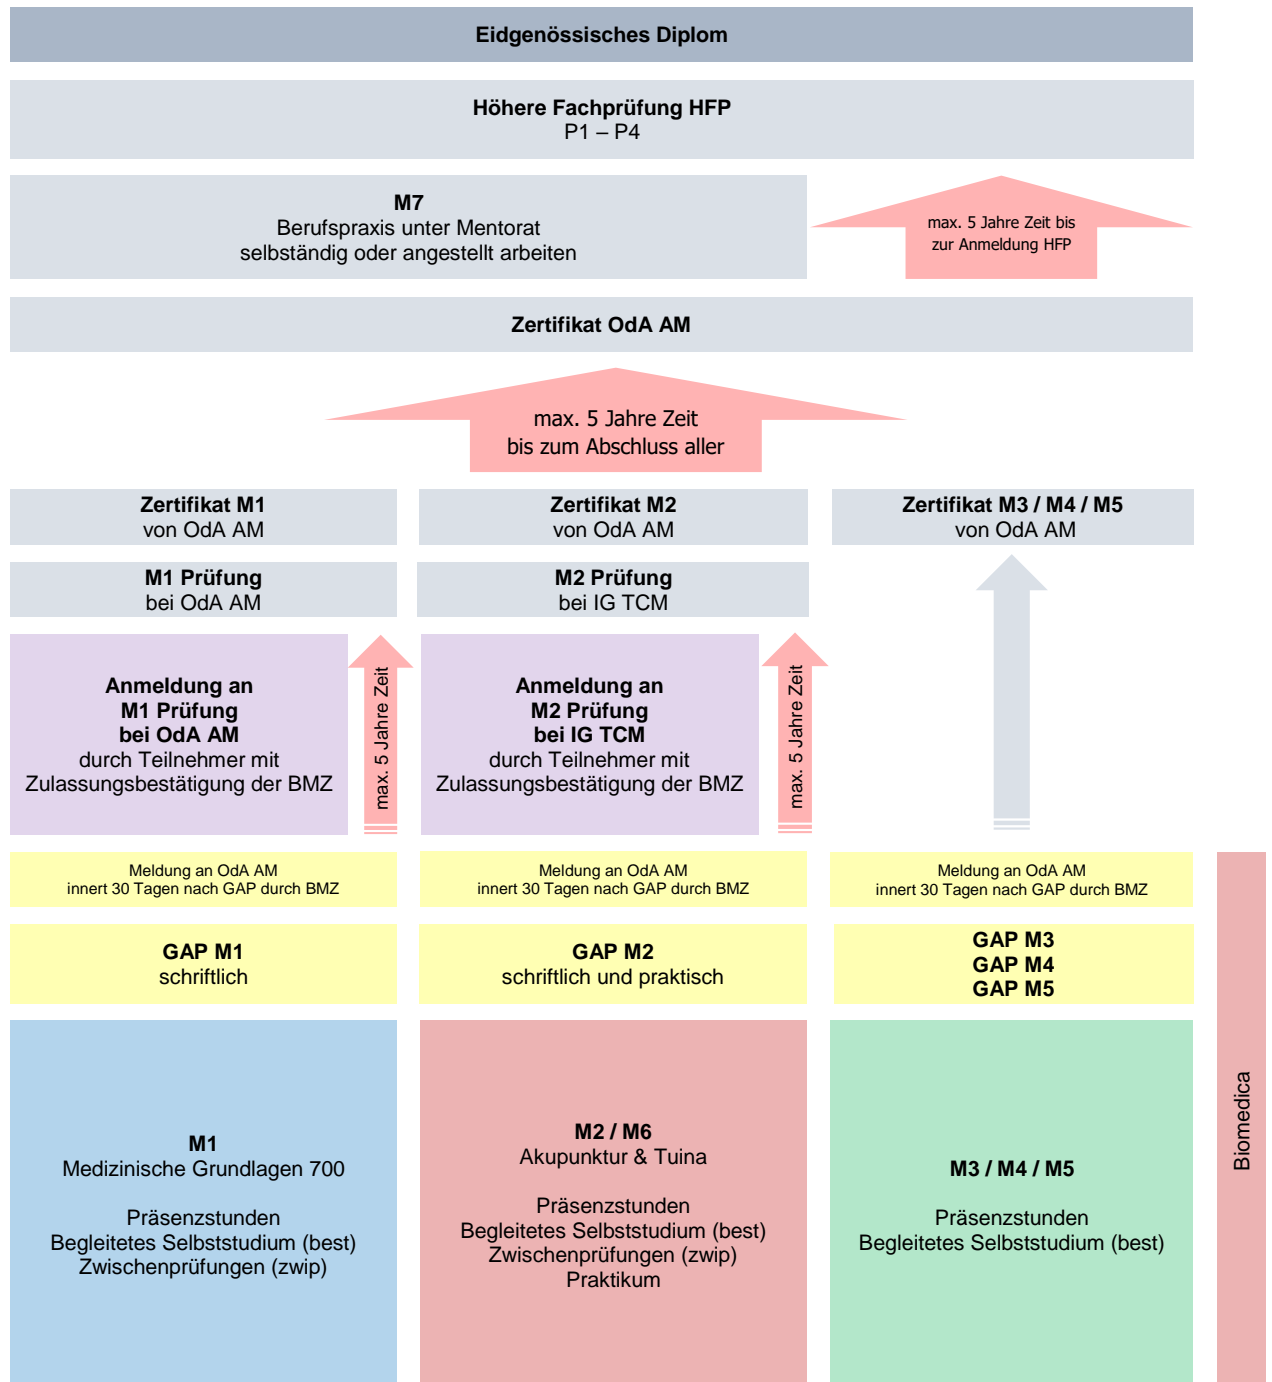 Eidgenössisches Diplom
Höhere Fachprüfung HFP
P1 – P4
M7
Berufspraxis unter Mentorat
selbständig oder angestellt arbeiten
max. 5 Jahre Zeit bis
zur Anmeldung HFP
Zertifikat OdA AM
max. 5 Jahre Zeit
bis zum Abschluss aller
Zertifikat M1
von OdA AM
Zertifikat M2
von OdA AM
Zertifikat M3 / M4 / M5
von OdA AM
M1 Prüfung
bei OdA AM
M2 Prüfung
bei IG TCM
Anmeldung an
M1 Prüfung
bei OdA AM
durch Teilnehmer mit
Zulassungsbestätigung der BMZ
max. 5 Jahre Zeit
Anmeldung an
M2 Prüfung
bei IG TCM
durch Teilnehmer mit
Zulassungsbestätigung der BMZ
max. 5 Jahre Zeit
Meldung an OdA AM
innert 30 Tagen nach GAP durch BMZ
Meldung an OdA AM
innert 30 Tagen nach GAP durch BMZ
Meldung an OdA AM
innert 30 Tagen nach GAP durch BMZ
GAP M1
schriftlich
GAP M2
schriftlich und praktisch
GAP M3
GAP M4
GAP M5
M1
Medizinische Grundlagen 700
Präsenzstunden
Begleitetes Selbststudium (best)
Zwischenprüfungen (zwip)
M2 / M6
Akupunktur & Tuina
Präsenzstunden
Begleitetes Selbststudium (best)
Zwischenprüfungen (zwip)
Praktikum
M3 / M4 / M5
Präsenzstunden
Begleitetes Selbststudium (best)
Biomedica